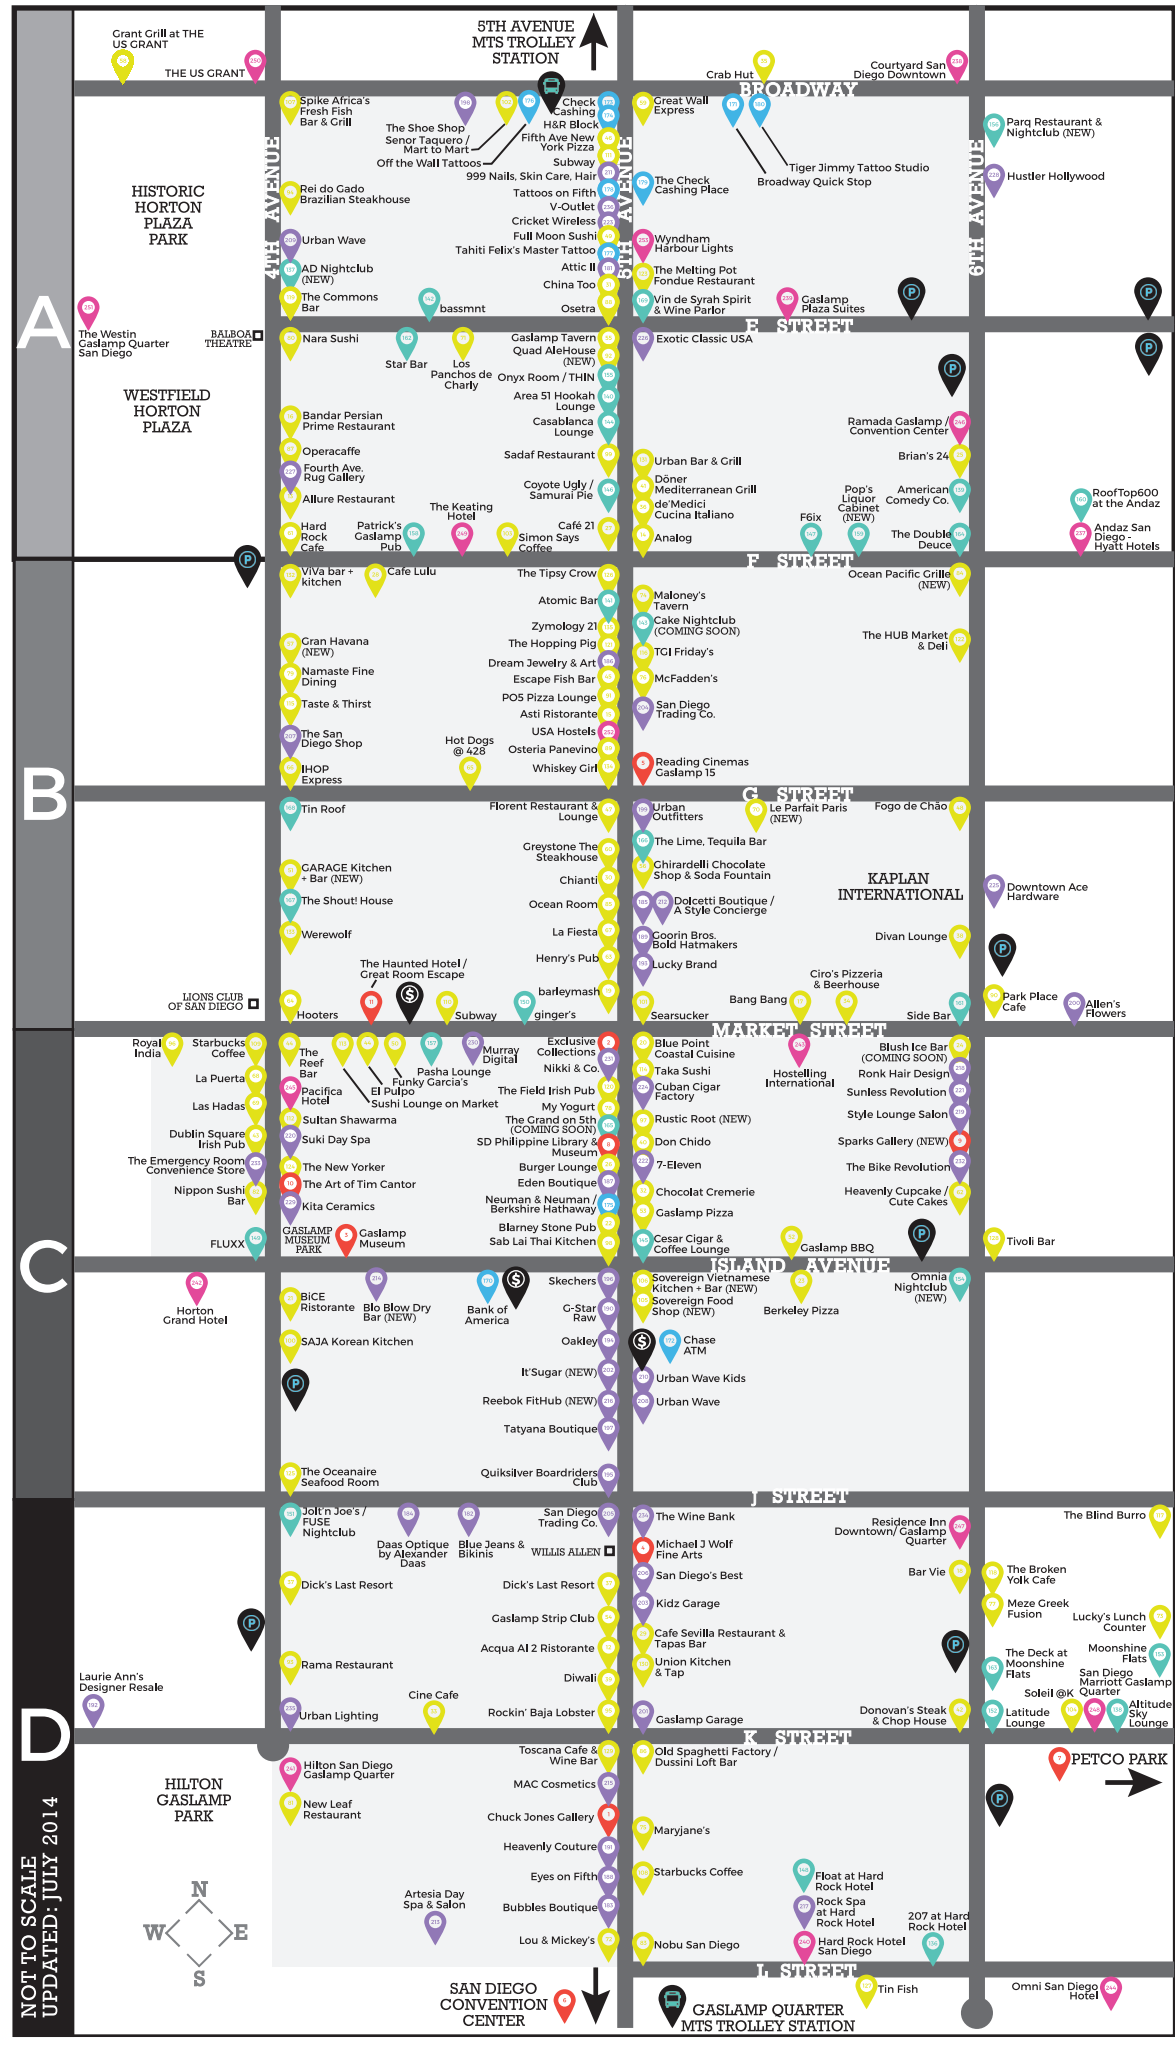 Grant Grill at THE
US GRANT
THE US GRANT
5TH AVENUE
MTS TROLLEY
STATION
Crab Hut
Courtyard San
Diego Downtown
BROADWAY
4TH AVENUE
5TH AVENUE
6TH AVENUE
A
HISTORIC
HORTON
PLAZA
PARK
The Westin
Gaslamp Quarter
San Diego
BALBOA
THEATRE
WESTFIELD
HORTON
PLAZA
Spike Africa's
Fresh Fish
Bar & Grill
The Shoe Shop
Senor Taquero /
Mart to Mart
Off the Wall Tattoos
Rei do Gado
Brazilian Steakhouse
Urban Wave
AD Nightclub
(NEW)
The Commons
Bar
bassmnt
Check
Cashing
H&R Block
Fifth Ave New
York Pizza
Subway
999 Nails, Skin Care, Hair
Tattoos on Fifth
V-Outlet
Cricket Wireless
Full Moon Sushi
Tahiti Felix's Master Tattoo
Attic II
China Too
Osetra
Great Wall
Express
Tiger Jimmy Tattoo Studio
Broadway Quick Stop
The Check
Cashing Place
Wyndham
Harbour Lights
The Melting Pot
Fondue Restaurant
Vin de Syrah Spirit
& Wine Parlor
Gaslamp
Plaza Suites
Parq Restaurant &
Nightclub (NEW)
Hustler Hollywood
E STREET
Nara Sushi
Star Bar
Los
Panchos de
Charly
Bandar Persian
Prime Restaurant
Operacaffe
Fourth Ave.
Rug Gallery
Allure Restaurant
Hard
Rock
Cafe
Patrick's
Gaslamp
Pub
The Keating
Hotel
Simon Says
Coffee
Gaslamp Tavern
Quad AleHouse
(NEW)
Onyx Room / THIN
Area 51 Hookah
Lounge
Casablanca
Lounge
Sadaf Restaurant
Coyote Ugly /
Samurai Pie
Café 21
Exotic Classic USA
Urban Bar & Grill
Döner
Mediterranean Grill
de'Medici
Cucina Italiano
Analog
F6ix
Pop's
Liquor
Cabinet
(NEW)
Ramada Gaslamp /
Convention Center
Brian's 24
American
Comedy Co.
The Double
Deuce
RoofTop600
at the Andaz
Andaz San
Diego -
Hyatt Hotels
F STREET
B
ViVa bar +
kitchen
Cafe Lulu
Gran Havana
(NEW)
Namaste Fine
Dining
Taste & Thirst
The San
Diego Shop
IHOP
Express
Hot Dogs
@ 428
The Tipsy Crow
Atomic Bar
Zymology 21
The Hopping Pig
Dream Jewelry & Art
Escape Fish Bar
PO5 Pizza Lounge
Asti Ristorante
USA Hostels
Osteria Panevino
Whiskey Girl
Maloney's
Tavern
Cake Nightclub
(COMING SOON)
TGI Friday's
McFadden's
San Diego
Trading Co.
Reading Cinemas
Gaslamp 15
Ocean Pacific Grille
(NEW)
The HUB Market
& Deli
G STREET
Tin Roof
GARAGE Kitchen
+ Bar (NEW)
The Shout! House
Werewolf
The Haunted Hotel /
Great Room Escape
LIONS CLUB
OF SAN DIEGO
Hooters
Subway
ginger's
Florent Restaurant &
Lounge
Greystone The
Steakhouse
Chianti
Ocean Room
La Fiesta
Henry's Pub
barleymash
Urban
Outfitters
Le Parfait Paris
(NEW)
The Lime, Tequila Bar
Ghirardelli Chocolate
Shop & Soda Fountain
Dolcetti Boutique /
A Style Concierge
Goorin Bros.
Bold Hatmakers
Lucky Brand
Searsucker
Bang Bang
Ciro's Pizzeria
& Beerhouse
Fogo de Chão
KAPLAN
INTERNATIONAL
Divan Lounge
Side Bar
Downtown Ace
Hardware
Park Place
Cafe
Allen's
Flowers
MARKET STREET
C
Royal
India
Starbucks
Coffee
La Puerta
Las Hadas
Dublin Square
Irish Pub
The Emergency Room
Convenience Store
Nippon Sushi
Bar
FLUXX
The
Reef
Bar
Pacifica
Hotel
Sushi Lounge on Market
El Pulpo
Funky Garcia's
Pasha Lounge
Murray
Digital
Sultan Shawarma
Suki Day Spa
The New Yorker
The Art of Tim Cantor
Kita Ceramics
GASLAMP
MUSEUM
PARK
Gaslamp
Museum
Exclusive
Collections
Nikki & Co.
The Field Irish Pub
My Yogurt
The Grand on 5th
(COMING SOON)
SD Philippine Library &
Museum
Burger Lounge
Eden Boutique
Neuman & Neuman /
Berkshire Hathaway
Blarney Stone Pub
Sab Lai Thai Kitchen
Blue Point
Coastal Cuisine
Taka Sushi
Cuban Cigar
Factory
Rustic Root (NEW)
Don Chido
7-Eleven
Chocolat Cremerie
Gaslamp Pizza
Cesar Cigar &
Coffee Lounge
Hostelling
International
Gaslamp BBQ
Blush Ice Bar
(COMING SOON)
Ronk Hair Design
Sunless Revolution
Style Lounge Salon
Sparks Gallery (NEW)
The Bike Revolution
Heavenly Cupcake /
Cute Cakes
Tivoli Bar
ISLAND AVENUE
Horton
Grand Hotel
BiCE
Ristorante
Blo Blow Dry
Bar (NEW)
Bank of
America
SAJA Korean Kitchen
The Oceanaire
Seafood Room
Skechers
G-Star
Raw
Oakley
It'Sugar (NEW)
Reebok FitHub (NEW)
Tatyana Boutique
Quiksilver Boardriders
Club
Sovereign Vietnamese
Kitchen + Bar (NEW)
Sovereign Food
Shop (NEW)
Berkeley Pizza
Chase
ATM
Urban Wave Kids
Urban Wave
Omnia
Nightclub
(NEW)
J STREET
D
Jolt'n Joe's /
FUSE
Nightclub
Daas Optique
by Alexander
Daas
Blue Jeans &
Bikinis
Dick's Last Resort
Rama Restaurant
Urban Lighting
Cine Cafe
Laurie Ann's
Designer Resale
San Diego
Trading Co.
WILLIS ALLEN
Dick's Last Resort
Gaslamp Strip Club
Acqua Al 2 Ristorante
Diwali
Rockin' Baja Lobster
The Wine Bank
Michael J Wolf
Fine Arts
San Diego's Best
Kidz Garage
Cafe Sevilla Restaurant &
Tapas Bar
Union Kitchen
& Tap
Gaslamp Garage
Residence Inn
Downtown/ Gaslamp
Quarter
Bar Vie
Donovan's Steak
& Chop House
The Blind Burro
The Broken
Yolk Cafe
Meze Greek
Fusion
Lucky's Lunch
Counter
The Deck at
Moonshine
Flats
Moonshine
Flats
San Diego
Marriott Gaslamp
Quarter
Soleil @K
Latitude
Lounge
Altitude
Sky
Lounge
K STREET
HILTON
GASLAMP
PARK
Hilton San Diego
Gaslamp Quarter
New Leaf
Restaurant
Artesia Day
Spa & Salon
Toscana Cafe &
Wine Bar
MAC Cosmetics
Chuck Jones Gallery
Heavenly Couture
Eyes on Fifth
Bubbles Boutique
Lou & Mickey's
Old Spaghetti Factory /
Dussini Loft Bar
Maryjane's
Starbucks Coffee
Nobu San Diego
Float at Hard
Rock Hotel
Rock Spa
at Hard
Rock Hotel
Hard Rock Hotel
San Diego
207 at Hard
Rock Hotel
PETCO PARK
L STREET
N
W E
S
NOT TO SCALE
UPDATED: JULY 2014
SAN DIEGO
CONVENTION
CENTER
GASLAMP QUARTER
MTS TROLLEY STATION
Tin Fish
Omni San Diego
Hotel